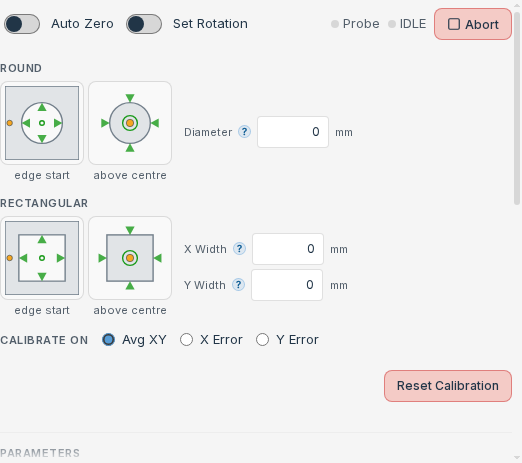 Auto Zero Set Rotation Probe IDLE Abort
ROUND
Diameter ? 0 mm
edge start above centre
RECTANGULAR
X Width ? 0 mm
Y Width ? 0 mm
edge start above centre
CALIBRATE ON Avg XY X Error Y Error
Reset Calibration
PARAMETERS